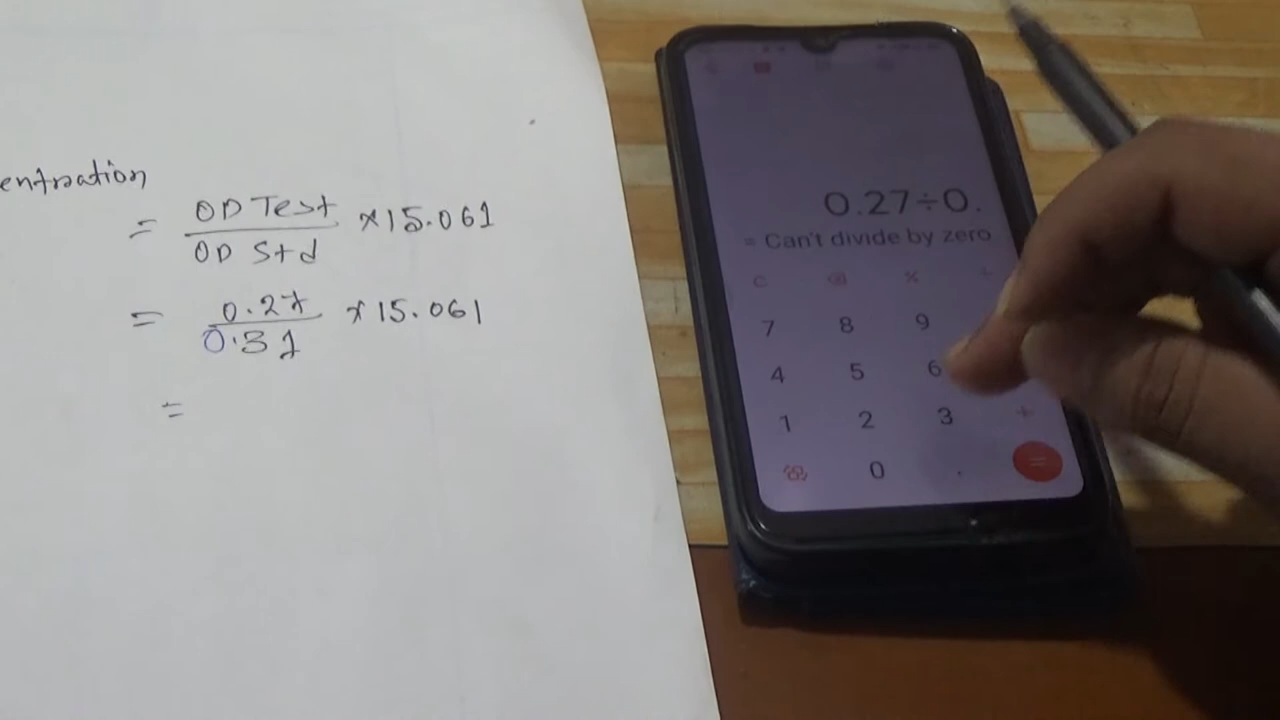 entration
= OD Test / OD Std × 15.061
= 0.27 / 0.31 × 15.061
=
0.27÷0.
= Can't divide by zero
C %
7 8 9
4 5 6
1 2 3 +
0 . =